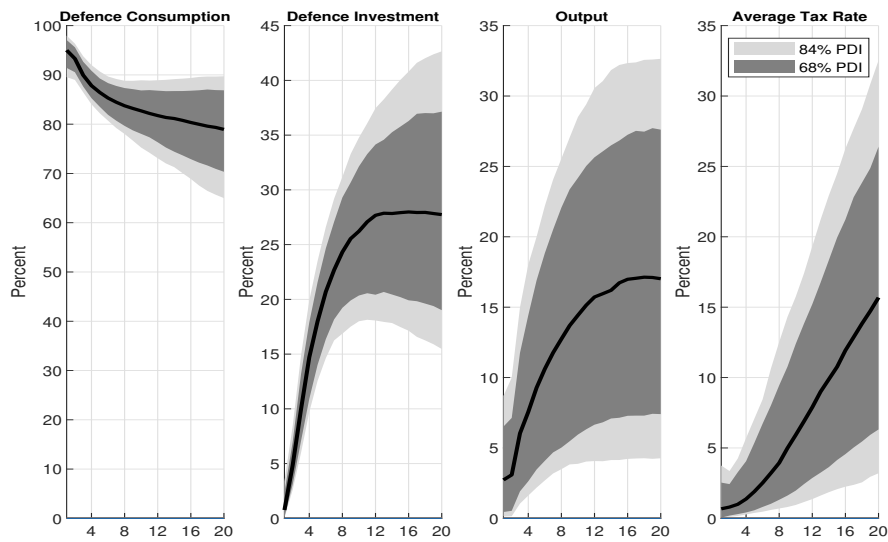 Defence Consumption
Percent
100
90
80
70
60
50
40
30
20
10
0
4 8 12 16 20
Defence Investment
Percent
45
40
35
30
25
20
15
10
5
0
4 8 12 16 20
Output
Percent
35
30
25
20
15
10
5
0
4 8 12 16 20
Average Tax Rate
84% PDI
68% PDI
Percent
35
30
25
20
15
10
5
0
4 8 12 16 20